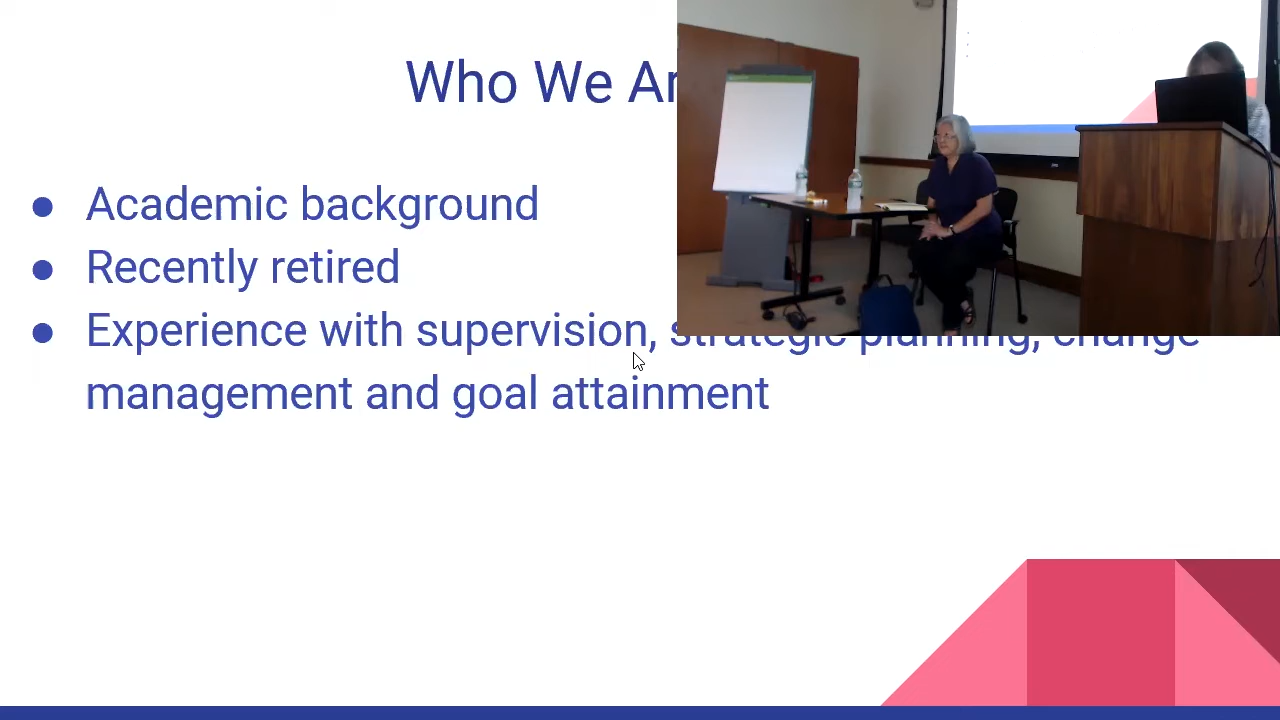 Who We Ar
Academic background
Recently retired
Experience with supervision, strategic planning, change
management and goal attainment